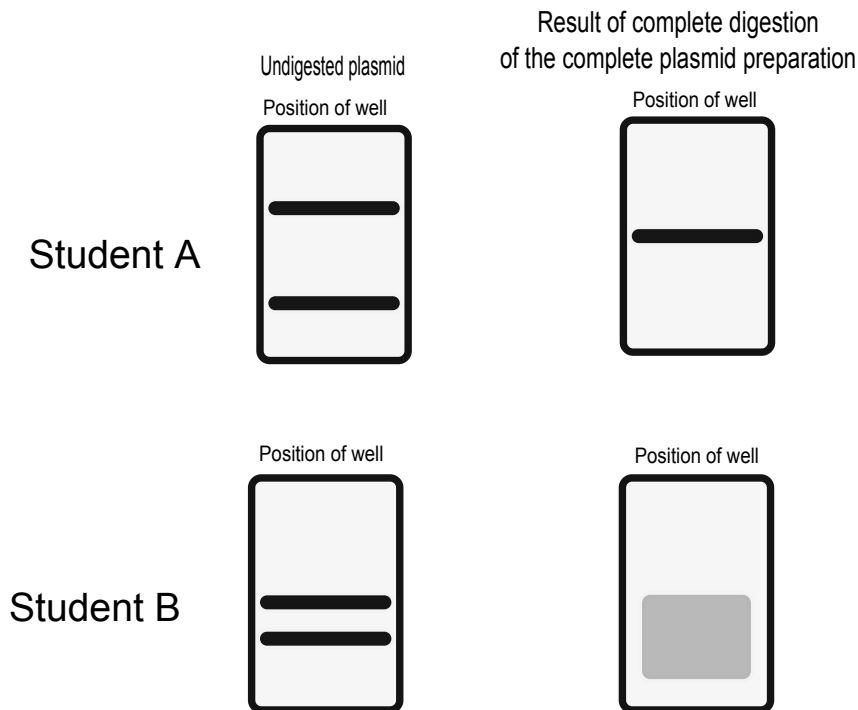 Result of complete digestion
of the complete plasmid preparation
Undigested plasmid
Position of well
Position of well
Student A
Position of well
Position of well
Student B